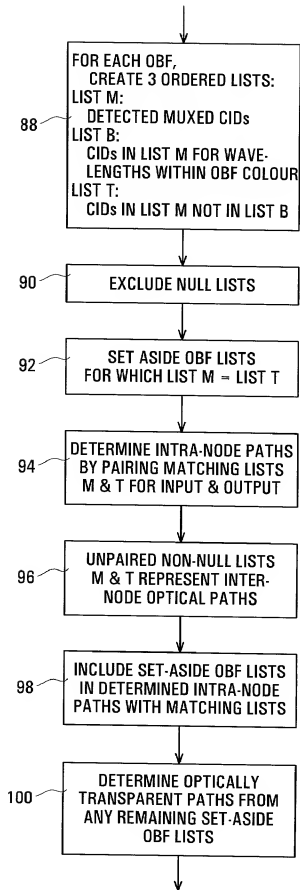 FOR EACH OBF,
CREATE 3 ORDERED LISTS:
LIST M:
DETECTED MUXED CIDs
LIST B:
CIDs IN LIST M FOR WAVE-
LENGTHS WITHIN OBF COLOUR
LIST T:
CIDs IN LIST M NOT IN LIST B
88
EXCLUDE NULL LISTS
90
SET ASIDE OBF LISTS
FOR WHICH LIST M = LIST T
92
DETERMINE INTRA-NODE PATHS
BY PAIRING MATCHING LISTS
M & T FOR INPUT & OUTPUT
94
UNPAIRED NON-NULL LISTS
M & T REPRESENT INTER-
NODE OPTICAL PATHS
96
INCLUDE SET-ASIDE OBF LISTS
IN DETERMINED INTRA-NODE
PATHS WITH MATCHING LISTS
98
DETERMINE OPTICALLY
TRANSPARENT PATHS FROM
ANY REMAINING SET-ASIDE
OBF LISTS
100